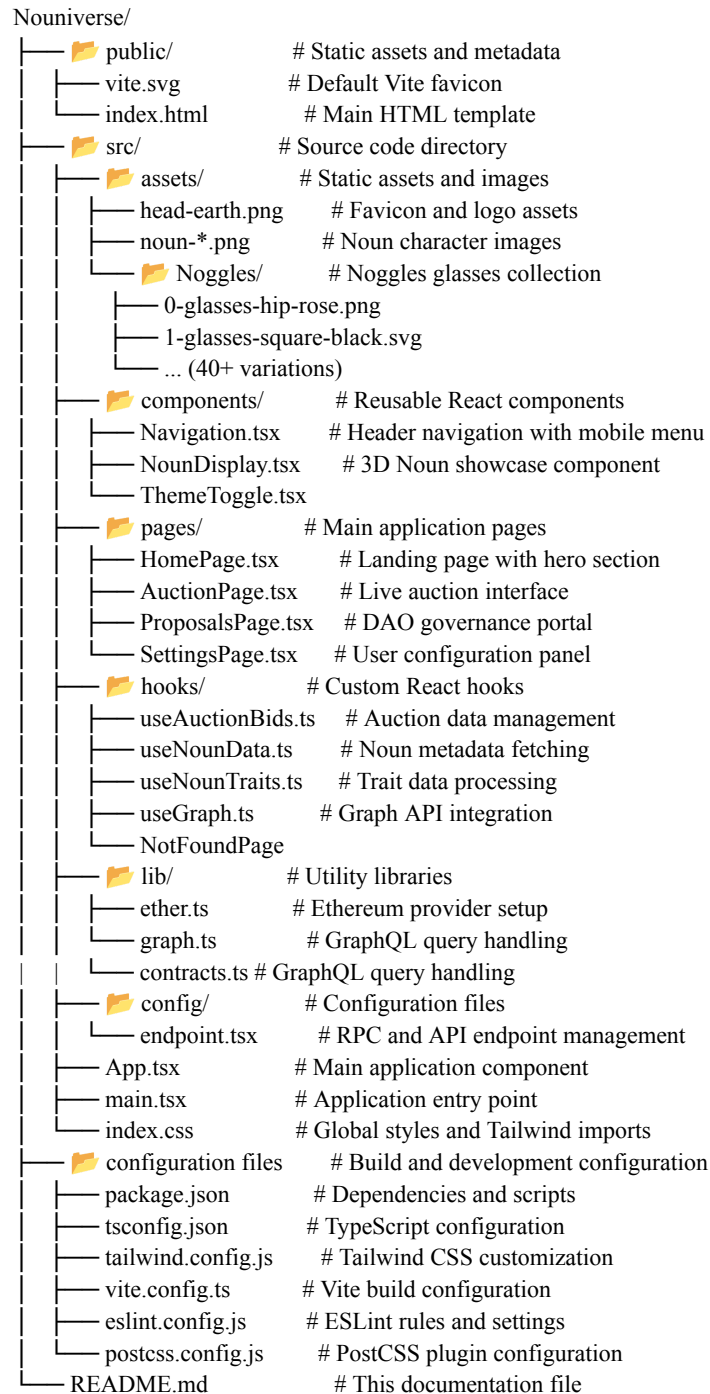 Nouniverse/
├── 📂 public/ # Static assets and metadata
│ ├── vite.svg # Default Vite favicon
│ └── index.html # Main HTML template
├── 📂 src/ # Source code directory
│ ├── 📂 assets/ # Static assets and images
│ │ ├── head-earth.png # Favicon and logo assets
│ │ ├── noun-*.png # Noun character images
│ │ └── 📂 Noggles/ # Noggles glasses collection
│ │ ├── 0-glasses-hip-rose.png
│ │ ├── 1-glasses-square-black.svg
│ │ └── ... (40+ variations)
│ ├── 📂 components/ # Reusable React components
│ │ ├── Navigation.tsx # Header navigation with mobile menu
│ │ ├── NounDisplay.tsx # 3D Noun showcase component
│ │ └── ThemeToggle.tsx
│ ├── 📂 pages/ # Main application pages
│ │ ├── HomePage.tsx # Landing page with hero section
│ │ ├── AuctionPage.tsx # Live auction interface
│ │ ├── ProposalsPage.tsx # DAO governance portal
│ │ └── SettingsPage.tsx # User configuration panel
│ ├── 📂 hooks/ # Custom React hooks
│ │ ├── useAuctionBids.ts # Auction data management
│ │ ├── useNounData.ts # Noun metadata fetching
│ │ ├── useNounTraits.ts # Trait data processing
│ │ ├── useGraph.ts # Graph API integration
│ │ └── NotFoundPage
│ ├── 📂 lib/ # Utility libraries
│ │ ├── ether.ts # Ethereum provider setup
│ │ └── graph.ts # GraphQL query handling
│ │ └── contracts.ts # GraphQL query handling
│ ├── 📂 config/ # Configuration files
│ │ └── endpoint.tsx # RPC and API endpoint management
│ ├── App.tsx # Main application component
│ ├── main.tsx # Application entry point
│ └── index.css # Global styles and Tailwind imports
├── 📂 configuration files # Build and development configuration
│ ├── package.json # Dependencies and scripts
│ ├── tsconfig.json # TypeScript configuration
│ ├── tailwind.config.js # Tailwind CSS customization
│ ├── vite.config.ts # Vite build configuration
│ ├── eslint.config.js # ESLint rules and settings
│ └── postcss.config.js # PostCSS plugin configuration
└── README.md # This documentation file